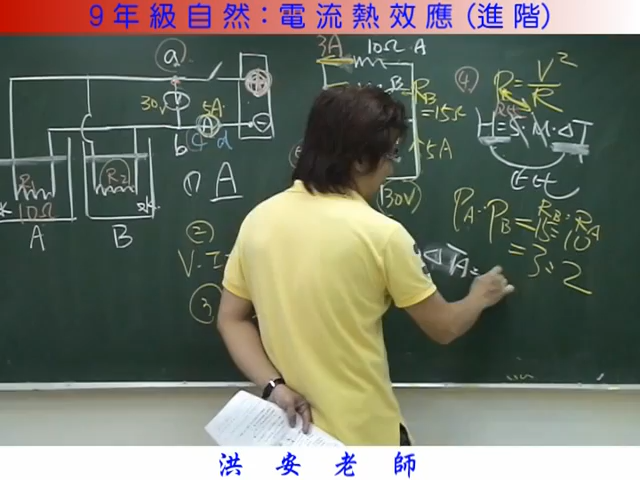 9年級自然：電流熱效應(進階)
a
30V
5A
A
b c d
R1
10Ω
R2
A
B
① A
②
V·I
③
3A 10Ω A
B RB
=15Ω
5A
30V)
④ P=V²/R
H=S·M·ΔT
PA:PB=RB:RA
15:10
=3:2
ΔTA=
洪安老師